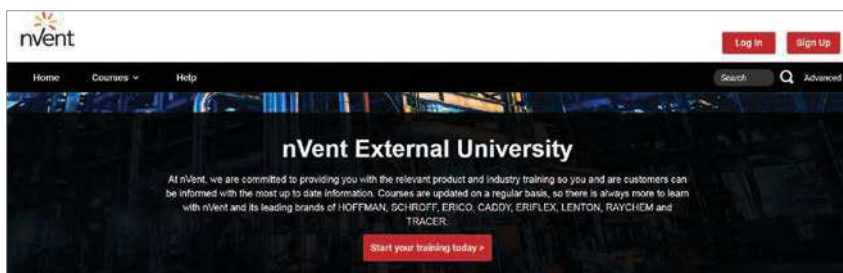 nVent
Log In Sign Up
Home Courses Help
Search Advanced
nVent External University
At nVent, we are committed to providing you with the relevant product and industry training so you and are customers can
be informed with the most up to date information. Courses are updated on a regular basis, so there is always more to learn
with nVent and its leading brands of HOFFMAN, SCHROFF, ERICO, CADDY, ERIFLEX, LENTON, RAYCHEM and
TRACER.
Start your training today >